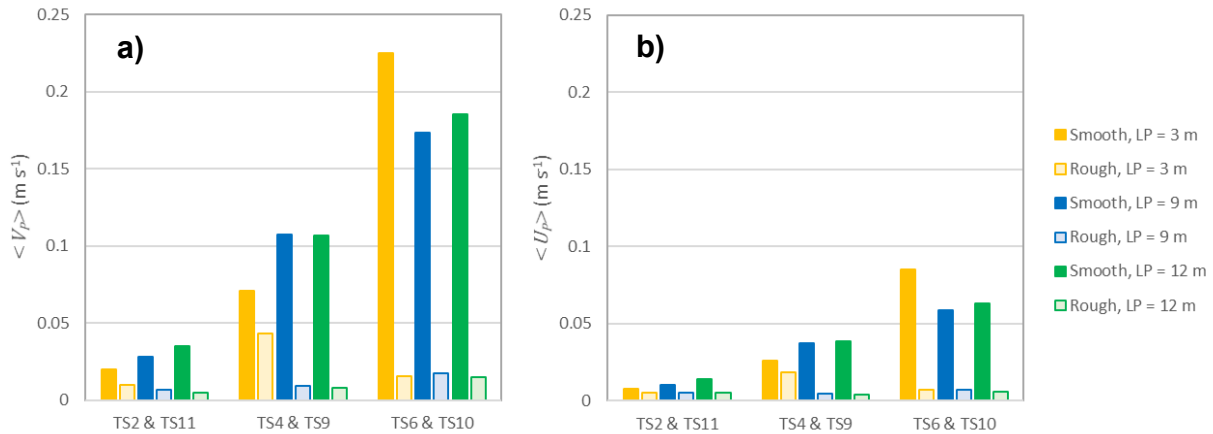 a)
0.25
0.2
0.15
0.1
0.05
0
< V_P > (m s⁻¹)
TS2 & TS11 TS4 & TS9 TS6 & TS10
b)
0.25
0.2
0.15
0.1
0.05
0
< U_P > (m s⁻¹)
TS2 & TS11 TS4 & TS9 TS6 & TS10
Smooth, LP = 3 m
Rough, LP = 3 m
Smooth, LP = 9 m
Rough, LP = 9 m
Smooth, LP = 12 m
Rough, LP = 12 m